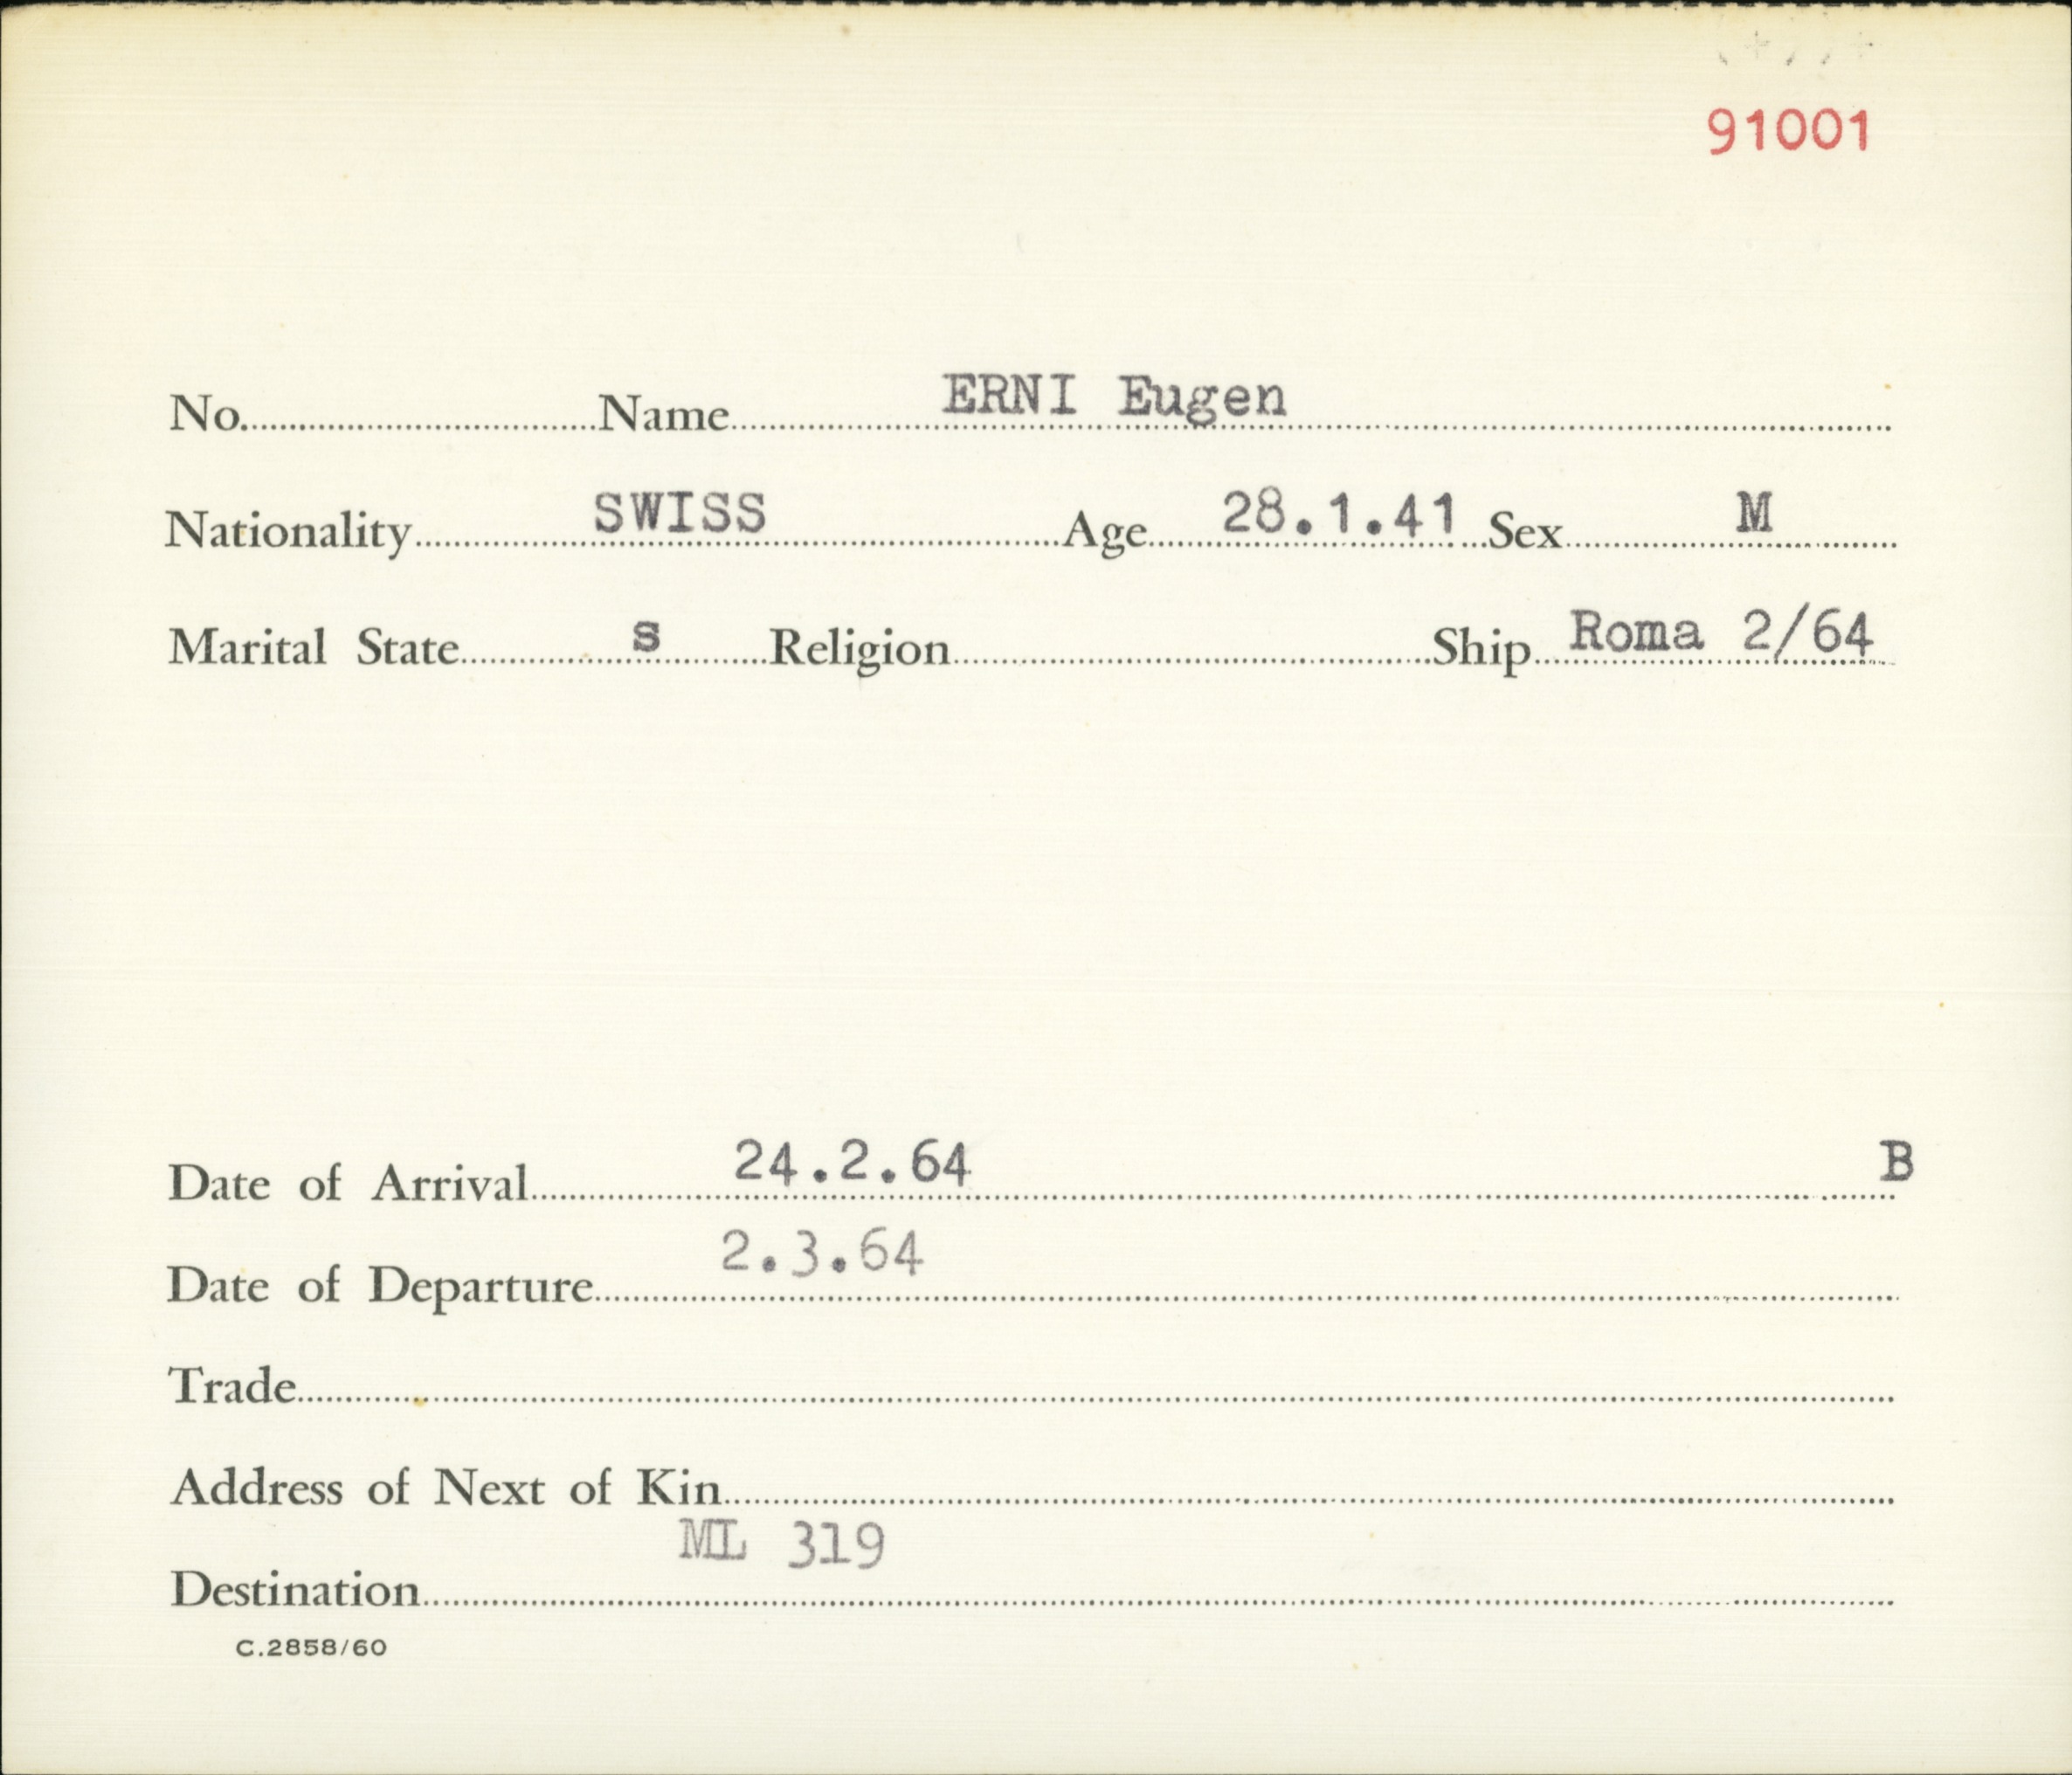 91001
No. Name ERNI Eugen
Nationality SWISS Age 28.1.41 Sex M
Marital State s Religion Ship Roma 2/64
Date of Arrival 24.2.64 B
Date of Departure 2.3.64
Trade
Address of Next of Kin
ML 319
Destination
C.2858/60